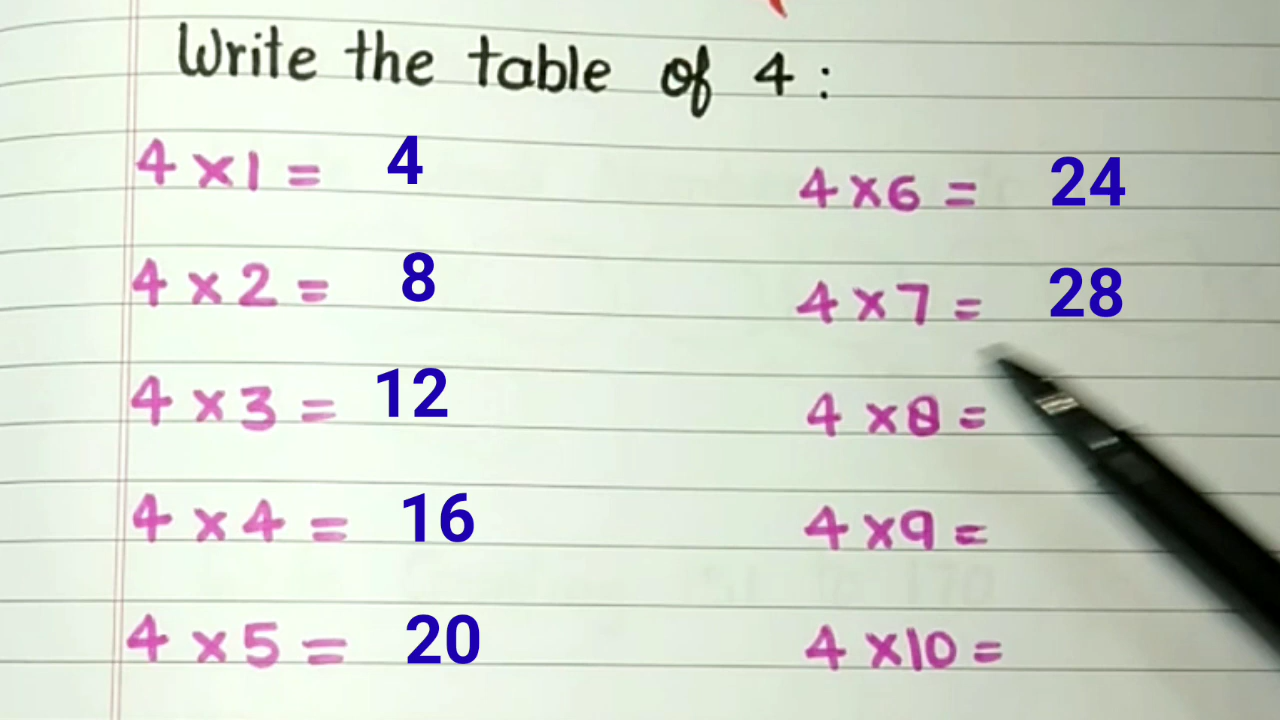 Write the table of 4 :
4 x 1 = 4
4 x 2 = 8
4 x 3 = 12
4 x 4 = 16
4 x 5 = 20
4 x 6 = 24
4 x 7 = 28
4 x 8 =
4 x 9 =
4 x 10 =